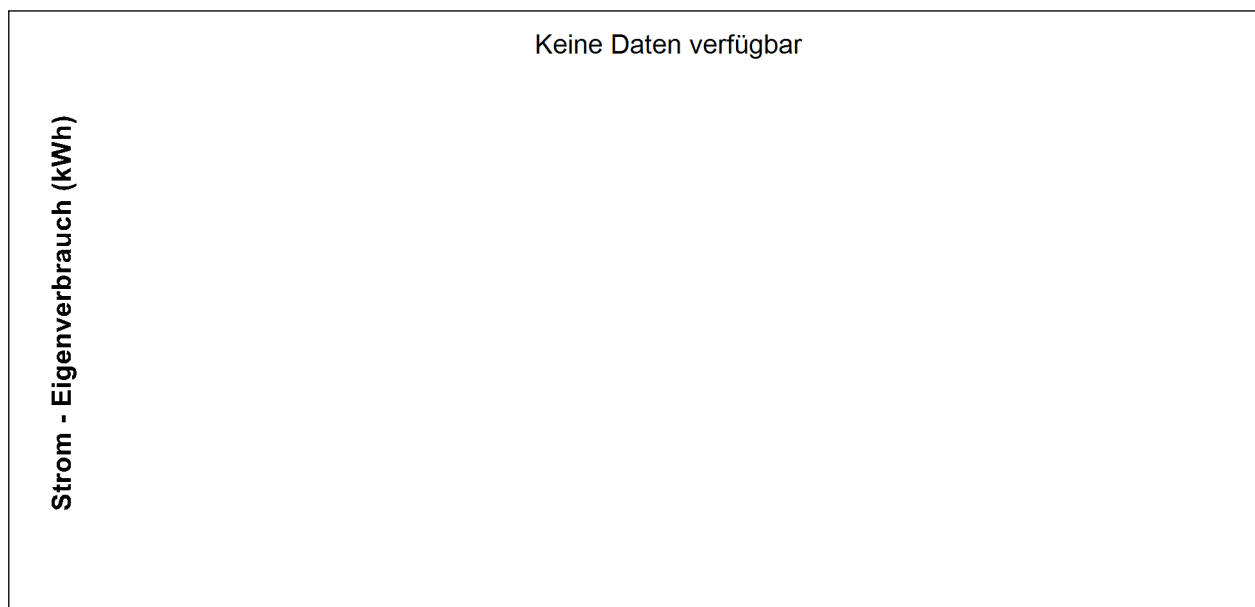 Keine Daten verfügbar
Strom - Eigenverbrauch (kWh)